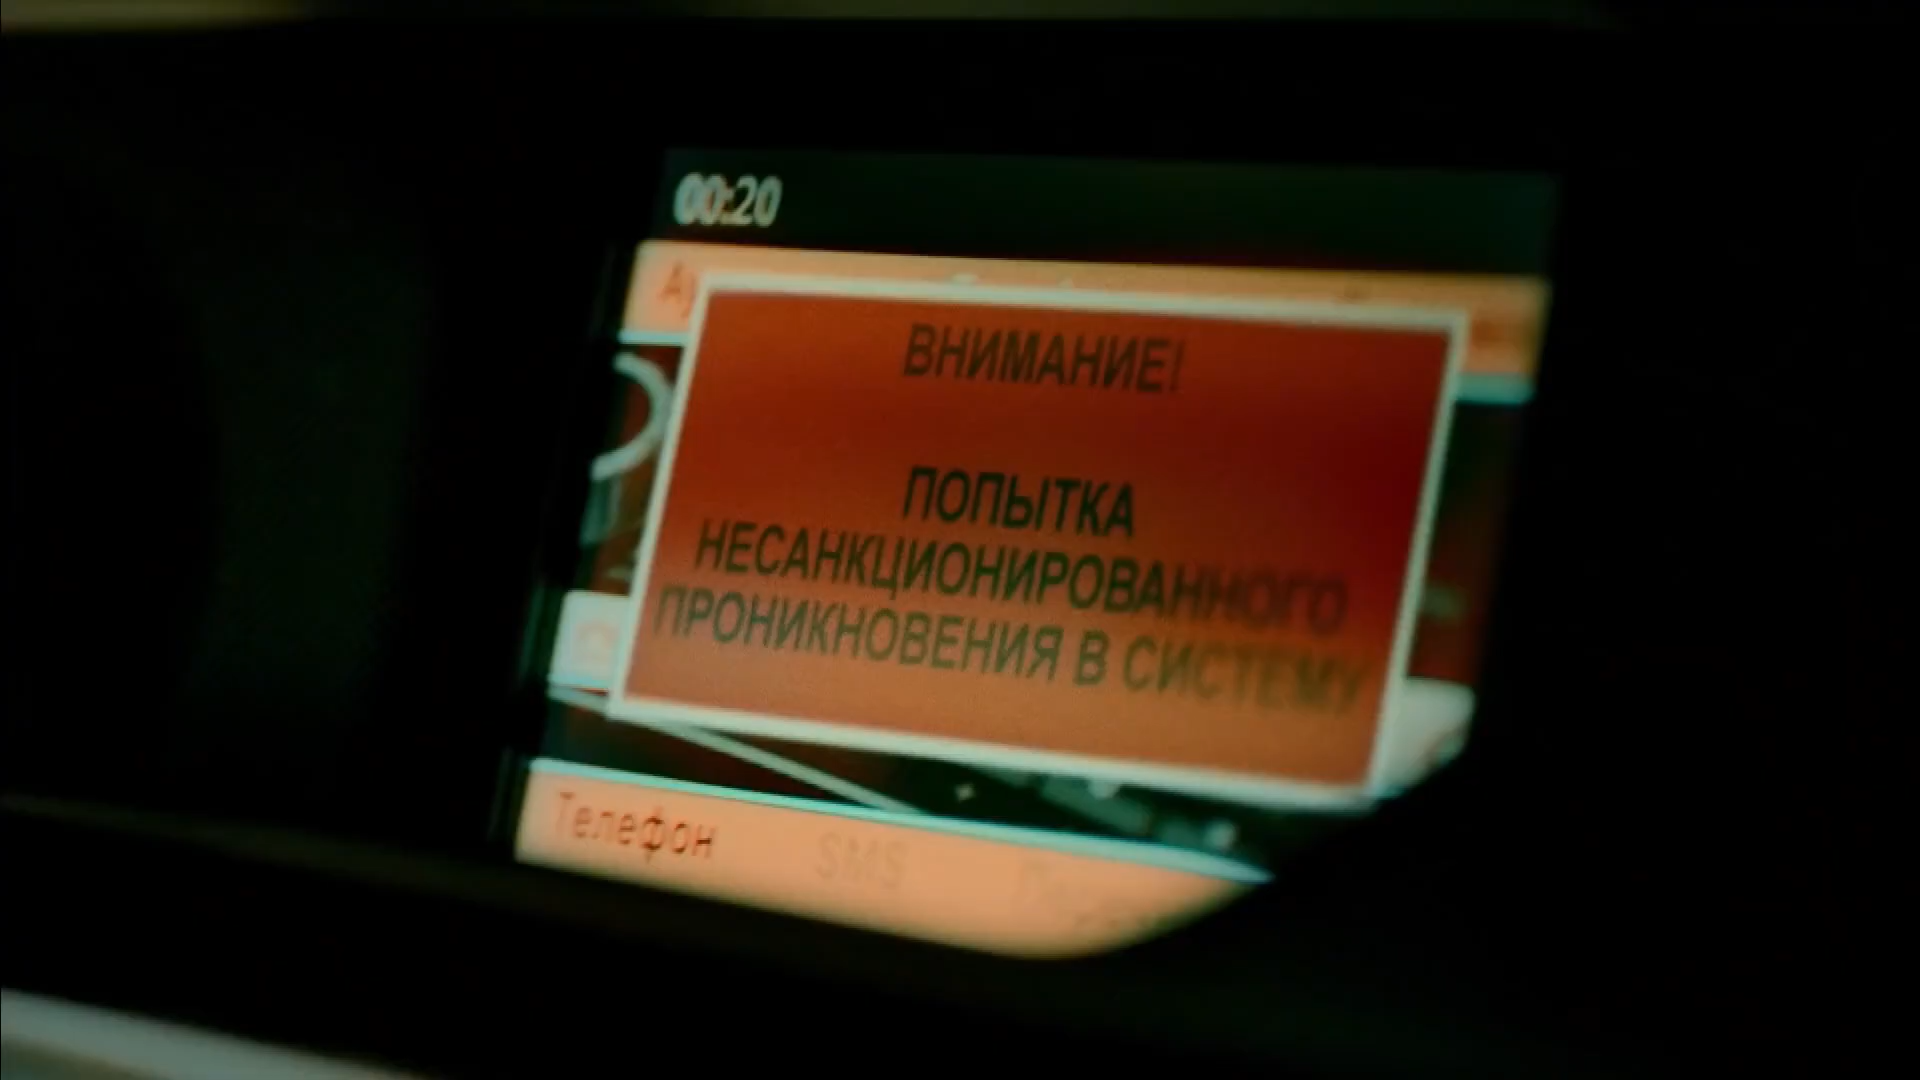 00:20
ВНИМАНИЕ!
ПОПЫТКА
НЕСАНКЦИОНИРОВАННОГО
ПРОНИКНОВЕНИЯ В СИСТЕМУ
Телефон SMS